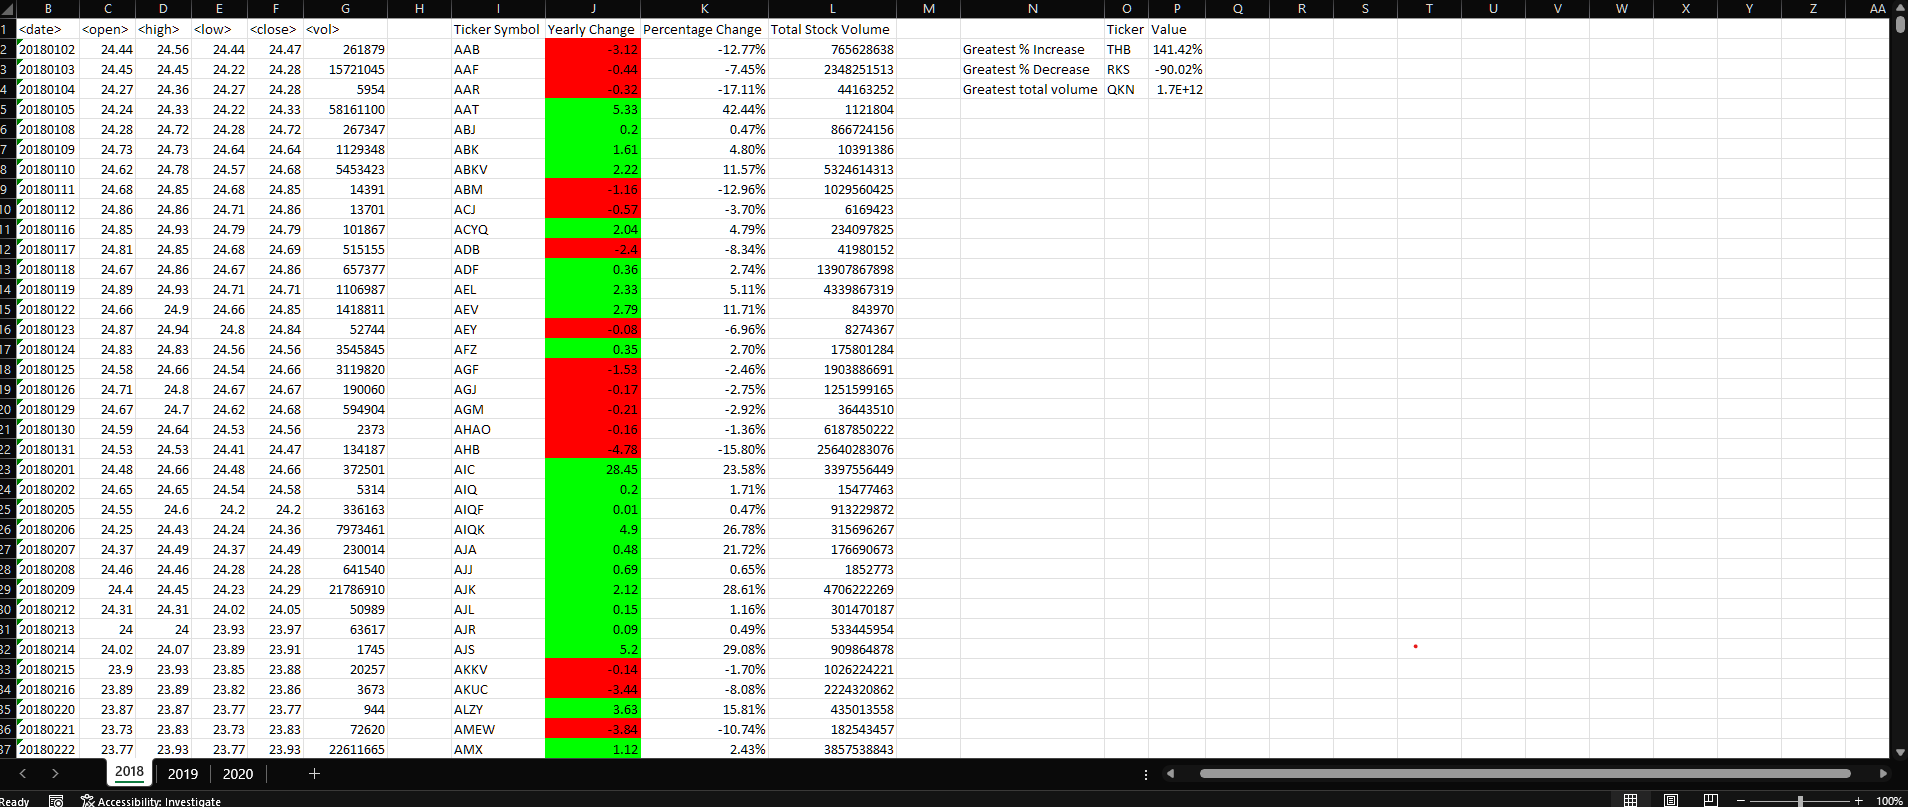 B C D E F G H I J K L M N O P Q R S T U V W X Y Z AA
1 <date> <open> <high> <low> <close> <vol> Ticker Symbol Yearly Change Percentage Change Total Stock Volume Ticker Value
2 20180102 24.44 24.56 24.44 24.47 261879 AAB -3.12 -12.77% 765628638 Greatest % Increase THB 141.42%
3 20180103 24.45 24.45 24.22 24.28 15721045 AAF -0.44 -7.45% 2348251513 Greatest % Decrease RKS -90.02%
4 20180104 24.27 24.36 24.27 24.28 5954 AAR -0.32 -17.11% 44163252 Greatest total volume QKN 1.7E+12
5 20180105 24.24 24.33 24.22 24.33 58161100 AAT 5.33 42.44% 1121804
6 20180108 24.28 24.72 24.28 24.72 267347 ABJ 0.2 0.47% 866724156
7 20180109 24.73 24.73 24.64 24.64 1129348 ABK 1.61 4.80% 10391386
8 20180110 24.62 24.78 24.57 24.68 5453423 ABKV 2.22 11.57% 5324614313
9 20180111 24.68 24.85 24.68 24.85 14391 ABM -1.16 -12.96% 1029560425
10 20180112 24.86 24.86 24.71 24.86 13701 ACJ -0.57 -3.70% 6169423
11 20180116 24.85 24.93 24.79 24.79 101867 ACYQ 2.04 4.79% 234097825
12 20180117 24.81 24.85 24.68 24.69 515155 ADB -2.4 -8.34% 41980152
13 20180118 24.67 24.86 24.67 24.86 657377 ADF 0.36 2.74% 13907867898
14 20180119 24.89 24.93 24.71 24.71 1106987 AEL 2.33 5.11% 4339867319
15 20180122 24.66 24.9 24.66 24.85 1418811 AEV 2.79 11.71% 843970
16 20180123 24.87 24.94 24.8 24.84 52744 AEY -0.08 -6.96% 8274367
17 20180124 24.83 24.83 24.56 24.56 3545845 AFZ 0.35 2.70% 175801284
18 20180125 24.58 24.66 24.54 24.66 3119820 AGF -1.53 -2.46% 1903886691
19 20180126 24.71 24.8 24.67 24.67 190060 AGJ -0.17 -2.75% 1251599165
20 20180129 24.67 24.7 24.62 24.68 594904 AGM -0.21 -2.92% 36443510
21 20180130 24.59 24.64 24.53 24.56 2373 AHAO -0.16 -1.36% 6187850222
22 20180131 24.53 24.53 24.41 24.47 134187 AHB -4.78 -15.80% 25640283076
23 20180201 24.48 24.66 24.48 24.66 372501 AIC 28.45 23.58% 3397556449
24 20180202 24.65 24.65 24.54 24.58 5314 AIQ 0.2 1.71% 15477463
25 20180205 24.55 24.6 24.2 24.2 336163 AIQF 0.01 0.47% 913229872
26 20180206 24.25 24.43 24.24 24.36 7973461 AIQK 4.9 26.78% 315696267
27 20180207 24.37 24.49 24.37 24.49 230014 AJA 0.48 21.72% 176690673
28 20180208 24.46 24.46 24.28 24.28 641540 AJJ 0.69 0.65% 1852773
29 20180209 24.4 24.45 24.23 24.29 21786910 AJK 2.12 28.61% 4706222269
30 20180212 24.31 24.31 24.02 24.05 50989 AJL 0.15 1.16% 301470187
31 20180213 24 24 23.93 23.97 63617 AJR 0.09 0.49% 533445954
32 20180214 24.02 24.07 23.89 23.91 1745 AJS 5.2 29.08% 909864878
33 20180215 23.9 23.93 23.85 23.88 20257 AKKV -0.14 -1.70% 1026224221
34 20180216 23.89 23.89 23.82 23.86 3673 AKUC -3.44 -8.08% 2224320862
35 20180220 23.87 23.87 23.77 23.77 944 ALZY 3.63 15.81% 435013558
36 20180221 23.73 23.83 23.73 23.83 72620 AMEW -3.84 -10.74% 182543457
37 20180222 23.77 23.93 23.77 23.93 22611665 AMX 1.12 2.43% 3857538843
2018 2019 2020 +
Ready Accessibility: Investigate 100%